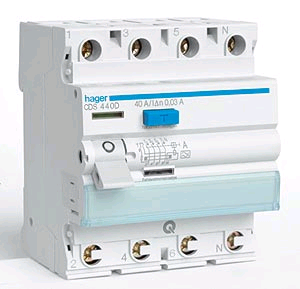 1 3 5 N
hager
CDS 440D
40 A/IΔn 0,03 A
A
2 4 6 N